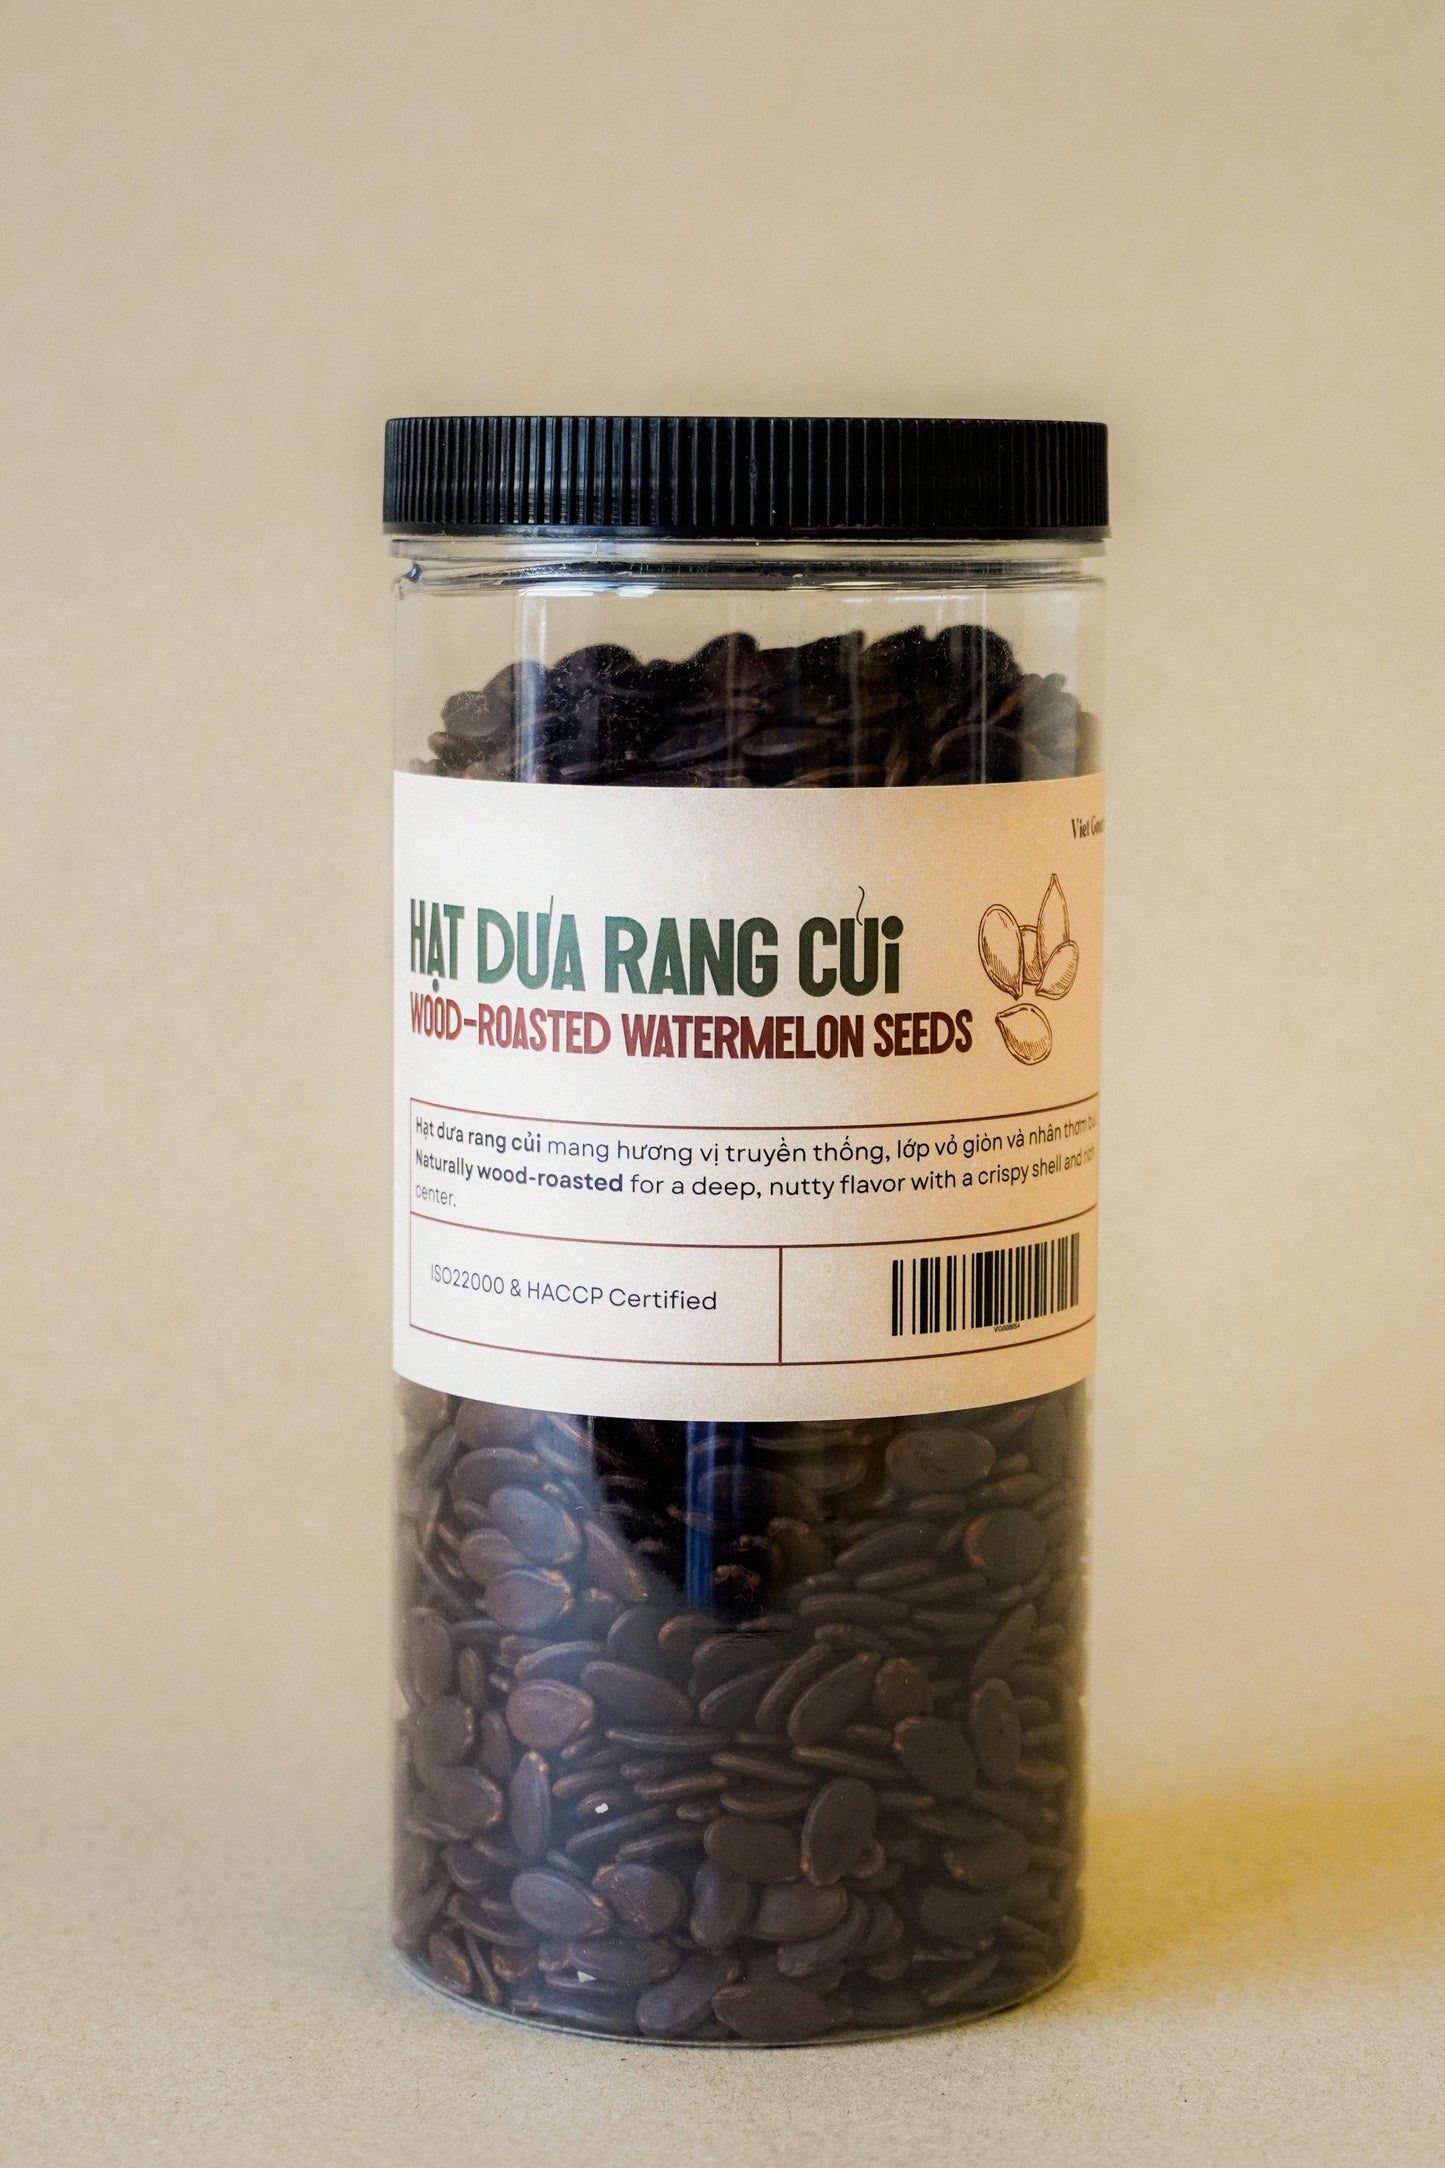 Viet
HẠT DƯA RANG CỦi
WOOD-ROASTED WATERMELON SEEDS
Hạt dưa rang củi mang hương vị truyền thống, lớp vỏ giòn và nhân thơm
Naturally wood-roasted for a deep, nutty flavor with a crispy shell and rich
center.
ISO22000 & HACCP Certified
VG000054